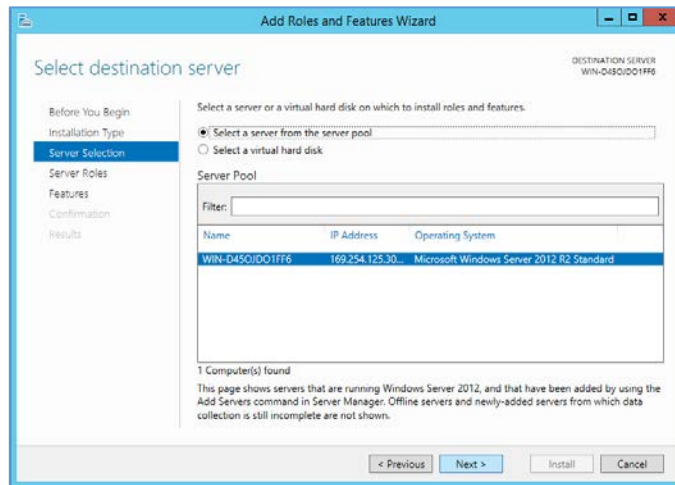 Add Roles and Features Wizard
Select destination server
DESTINATION SERVER
WIN-D45OJDO1FF6
Before You Begin
Installation Type
Server Selection
Server Roles
Features
Confirmation
Results
Select a server or a virtual hard disk on which to install roles and features.
Select a server from the server pool
Select a virtual hard disk
Server Pool
Filter:
Name IP Address Operating System
WIN-D45OJDO1FF6 169.254.125.30... Microsoft Windows Server 2012 R2 Standard
1 Computer(s) found
This page shows servers that are running Windows Server 2012, and that have been added by using the
Add Servers command in Server Manager. Offline servers and newly-added servers from which data
collection is still incomplete are not shown.
< Previous Next > Install Cancel